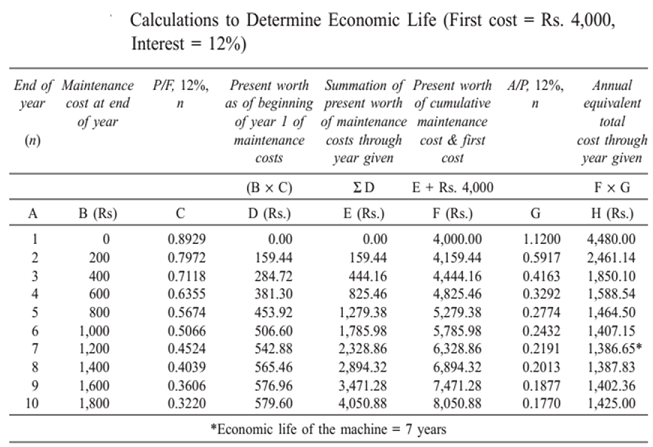 Calculations to Determine Economic Life (First cost = Rs. 4,000,
Interest = 12%)
End of Maintenance P/F, 12%, Present worth Summation of Present worth A/P, 12%, Annual
year cost at end n as of beginning present worth of cumulative n equivalent
of year of year 1 of of maintenance maintenance total
(n) maintenance costs through cost & first cost through
costs year given cost year given
(B × C) ΣD E + Rs. 4,000 F × G
A B (Rs) C D (Rs.) E (Rs.) F (Rs.) G H (Rs.)
1 0 0.8929 0.00 0.00 4,000.00 1.1200 4,480.00
2 200 0.7972 159.44 159.44 4,159.44 0.5917 2,461.14
3 400 0.7118 284.72 444.16 4,444.16 0.4163 1,850.10
4 600 0.6355 381.30 825.46 4,825.46 0.3292 1,588.54
5 800 0.5674 453.92 1,279.38 5,279.38 0.2774 1,464.50
6 1,000 0.5066 506.60 1,785.98 5,785.98 0.2432 1,407.15
7 1,200 0.4524 542.88 2,328.86 6,328.86 0.2191 1,386.65*
8 1,400 0.4039 565.46 2,894.32 6,894.32 0.2013 1,387.83
9 1,600 0.3606 576.96 3,471.28 7,471.28 0.1877 1,402.36
10 1,800 0.3220 579.60 4,050.88 8,050.88 0.1770 1,425.00
*Economic life of the machine = 7 years